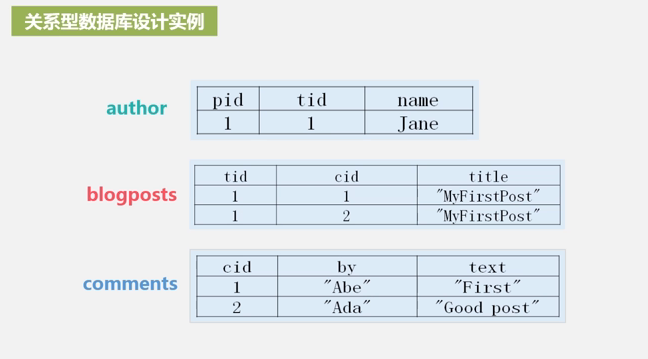 关系型数据库设计实例
author
pid tid name
1 1 Jane
blogposts
tid cid title
1 1 "MyFirstPost"
1 2 "MyFirstPost"
comments
cid by text
1 "Abe" "First"
2 "Ada" "Good post"